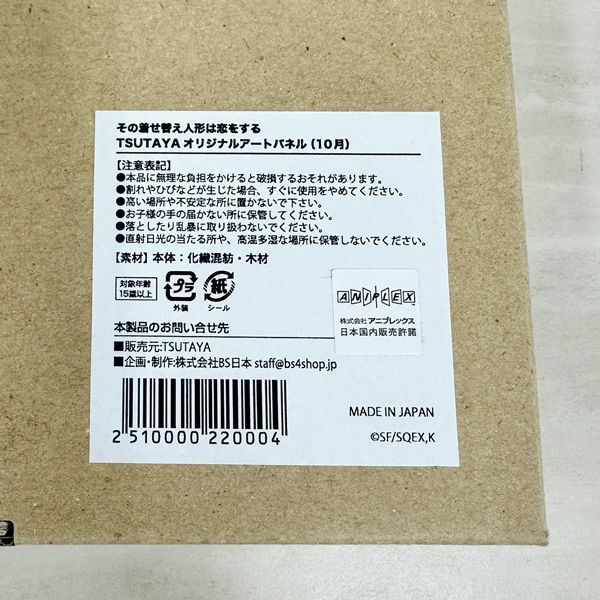 その着せ替え人形は恋をする
TSUTAYAオリジナルアートパネル（10月）
【注意表記】
●本品に無理な負担をかけると破損するおそれがあります。
●割れやひびなどが生じた場合、すぐに使用をやめてください。
●高い場所や不安定な所に置かないで下さい。
●お子様の手の届かない所に保管してください。
●落としたり乱暴に取り扱わないでください。
●直射日光の当たる所や、高温多湿な場所に保管しないでください。
【素材】本体：化繊混紡・木材
対象年齢
15歳以上
プラ
外装
紙
シール
ANIPLEX
株式会社 アニプレックス
日本国内販売許諾
本製品のお問い合せ先
■販売元:TSUTAYA
■企画・制作:株式会社BS日本 staff@bs4shop.jp
2 510000 220004
MADE IN JAPAN
©SF/SQEX,K